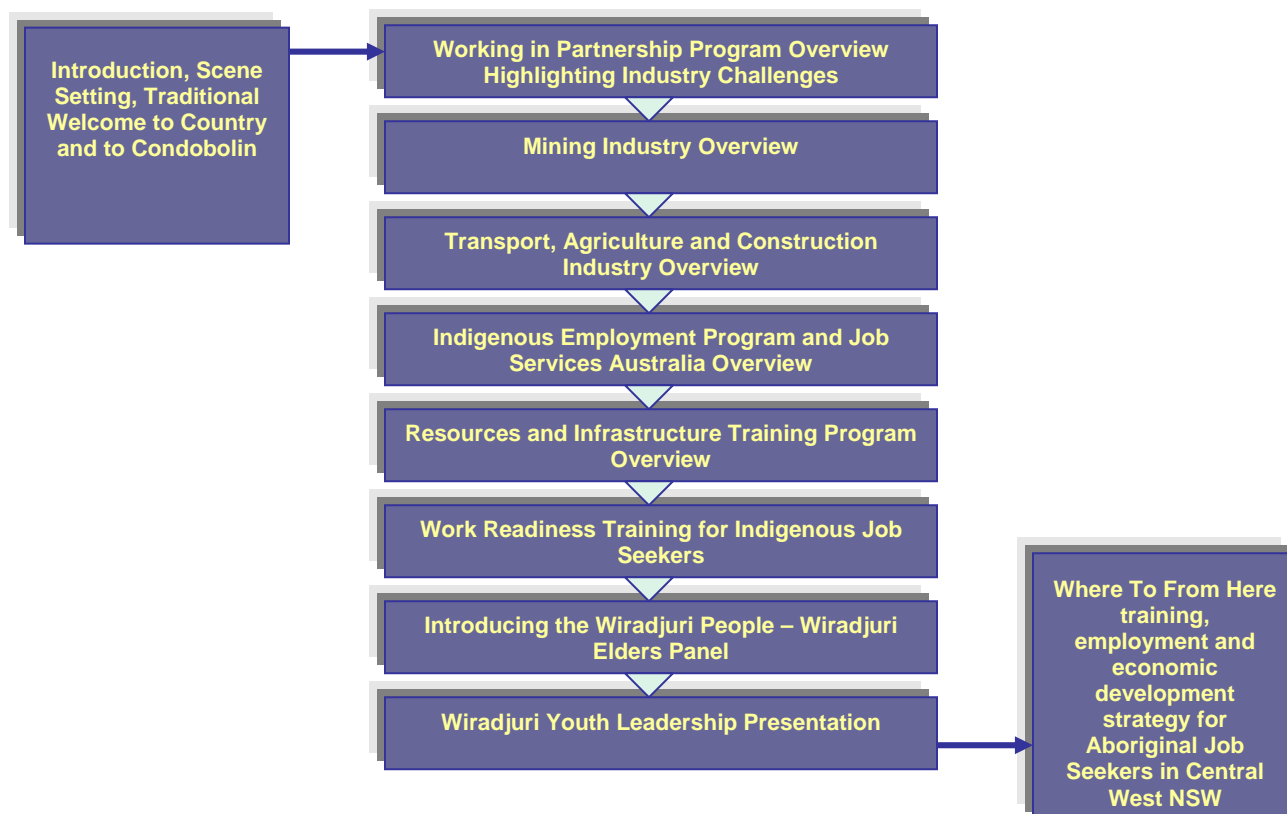 Introduction, Scene
Setting, Traditional
Welcome to Country
and to Condobolin
Working in Partnership Program Overview
Highlighting Industry Challenges
Mining Industry Overview
Transport, Agriculture and Construction
Industry Overview
Indigenous Employment Program and Job
Services Australia Overview
Resources and Infrastructure Training Program
Overview
Work Readiness Training for Indigenous Job
Seekers
Introducing the Wiradjuri People – Wiradjuri
Elders Panel
Wiradjuri Youth Leadership Presentation
Where To From Here
training,
employment and
economic
development
strategy for
Aboriginal Job
Seekers in Central
West NSW